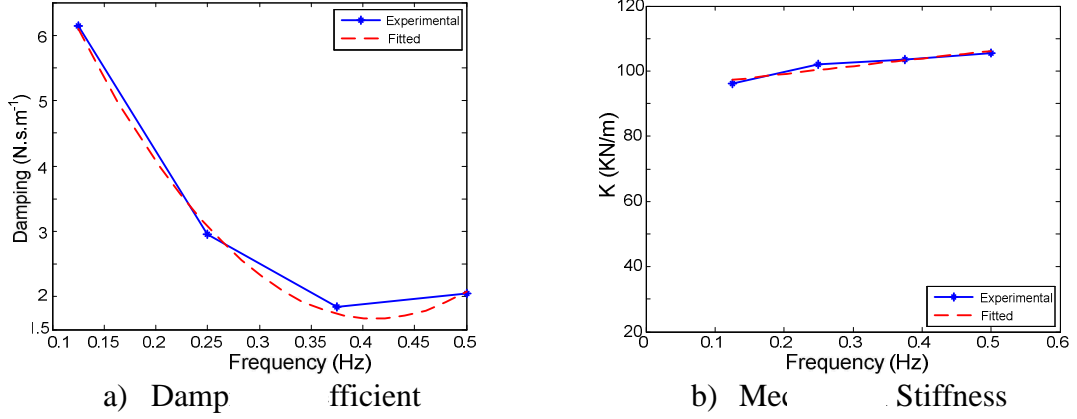 6
5
4
3
2
1.5
Damping (N.s.m-1)
0.1 0.15 0.2 0.25 0.3 0.35 0.4 0.45 0.5
Frequency (Hz)
Experimental
Fitted
a) Damp fficient
120
100
80
60
40
20
K (KN/m)
0 0.1 0.2 0.3 0.4 0.5 0.6
Frequency (Hz)
Experimental
Fitted
b) Stiffness